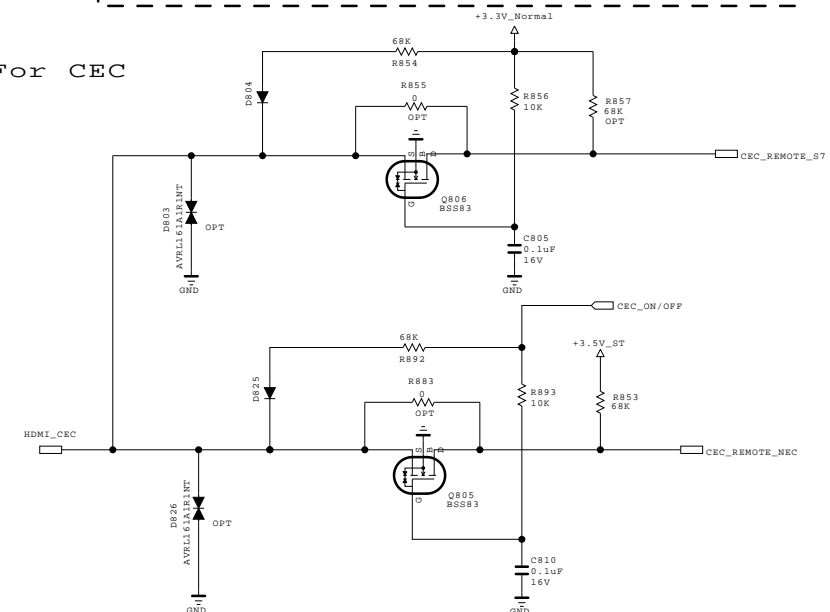 +3.3V_Normal
For CEC
68K
R854
D804
R855
0
OPT
R856
10K
R857
68K
OPT
S
B
D
CEC_REMOTE_S7
G
Q806
BSS83
D803
AVRL161A1R1NT
OPT
C805
0.1uF
16V
GND
GND
CEC_ON/OFF
68K
R892
+3.5V_ST
D825
R883
0
OPT
R893
10K
R853
68K
HDMI_CEC
S
B
D
CEC_REMOTE_NEC
G
Q805
BSS83
D826
AVRL161A1R1NT
OPT
C810
0.1uF
16V
GND
GND